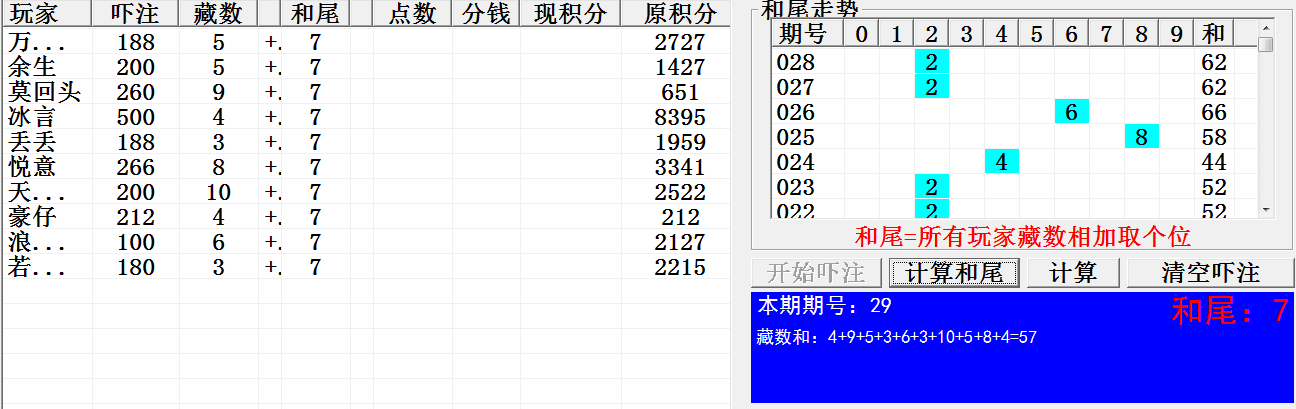 玩家 吓注 藏数 和尾 点数 分钱 现积分 原积分
万... 188 5 +. 7 2727
余生 200 5 +. 7 1427
莫回头 260 9 +. 7 651
冰言 500 4 +. 7 8395
丢丢 188 3 +. 7 1959
悦意 266 8 +. 7 3341
天... 200 10 +. 7 2522
豪仔 212 4 +. 7 212
浪... 100 6 +. 7 2127
若... 180 3 +. 7 2215
和尾走势
期号 0 1 2 3 4 5 6 7 8 9 和
028 2 62
027 2 62
026 6 66
025 8 58
024 4 44
023 2 52
022 2 52
和尾=所有玩家藏数相加取个位
开始吓注 计算和尾 计算 清空吓注
本期期号：29 和尾：7
藏数和：4+9+5+3+6+3+10+5+8+4=57